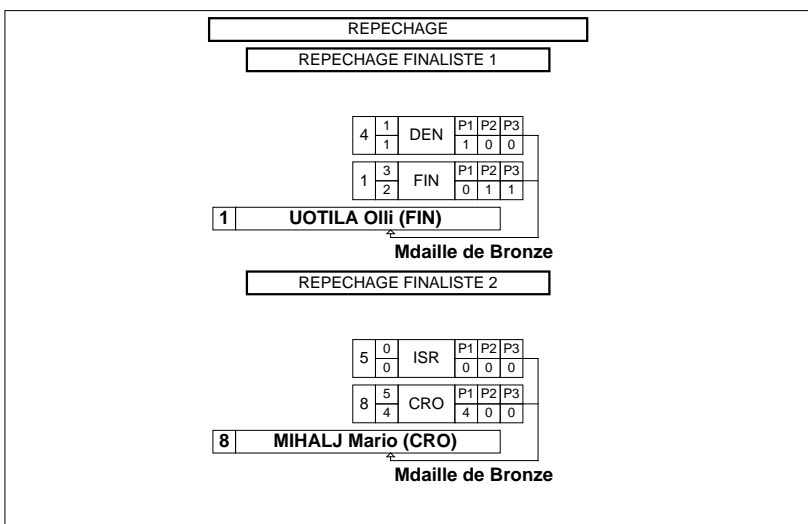 REPECHAGE
REPECHAGE FINALISTE 1
4 1 DEN P1 P2 P3
1 1 0 0
1 3 FIN P1 P2 P3
2 0 1 1
1 UOTILA Olli (FIN)
Mdaille de Bronze
REPECHAGE FINALISTE 2
5 0 ISR P1 P2 P3
0 0 0 0
8 5 CRO P1 P2 P3
4 4 0 0
8 MIHALJ Mario (CRO)
Mdaille de Bronze